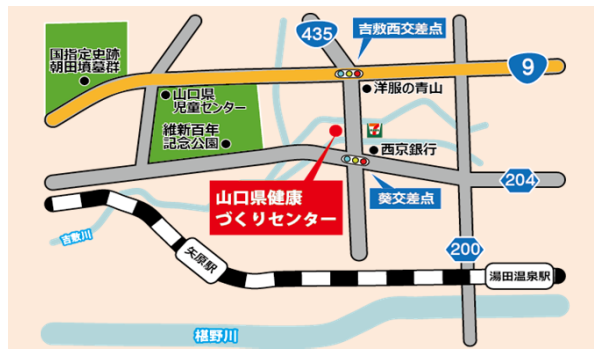 国指定史跡
朝田墳墓群
435
吉敷西交差点
9
山口県
児童センター
洋服の青山
維新百年
記念公園
7
西京銀行
204
山口県健康
づくりセンター
葵交差点
吉敷川
矢原駅
200
湯田温泉駅
椹野川